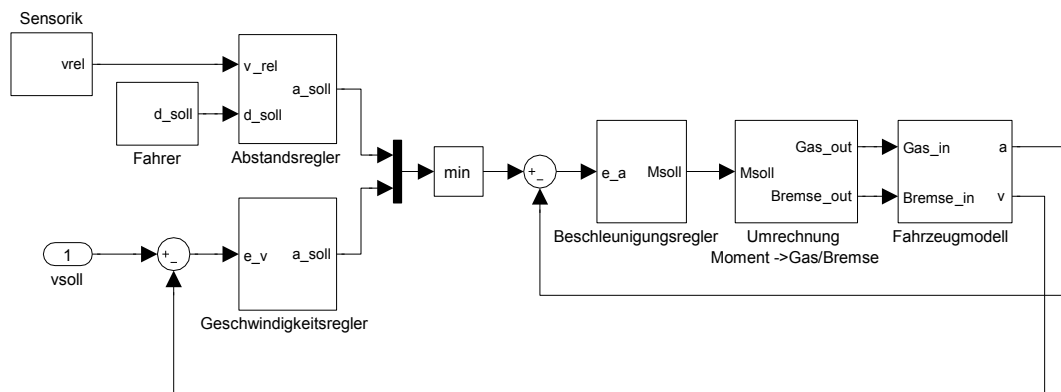 Sensorik
vrel
v_rel
a_soll
d_soll
d_soll
Fahrer
Abstandsregler
min
+
−
e_a
Msoll
Beschleunigungsregler
Msoll
Gas_out
Bremse_out
Umrechnung
Moment ->Gas/Bremse
Gas_in
a
Bremse_in
v
Fahrzeugmodell
1
vsoll
+
−
e_v
a_soll
Geschwindigkeitsregler